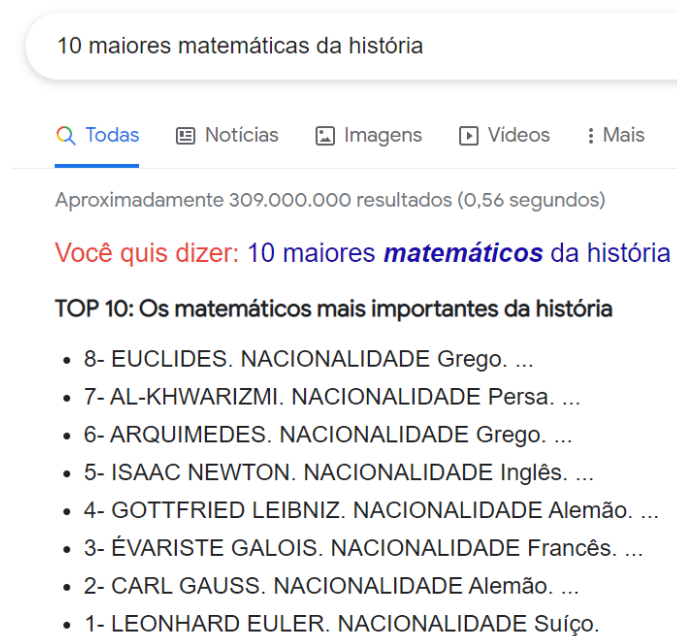 10 maiores matemáticas da história
Todas Notícias Imagens Vídeos Mais
Aproximadamente 309.000.000 resultados (0,56 segundos)
Você quis dizer: 10 maiores matemáticos da história
TOP 10: Os matemáticos mais importantes da história
• 8- EUCLIDES. NACIONALIDADE Grego. ...
• 7- AL-KHWARIZMI. NACIONALIDADE Persa. ...
• 6- ARQUIMEDES. NACIONALIDADE Grego. ...
• 5- ISAAC NEWTON. NACIONALIDADE Inglês. ...
• 4- GOTTFRIED LEIBNIZ. NACIONALIDADE Alemão. ...
• 3- ÉVARISTE GALOIS. NACIONALIDADE Francês. ...
• 2- CARL GAUSS. NACIONALIDADE Alemão. ...
• 1- LEONHARD EULER. NACIONALIDADE Suíço.